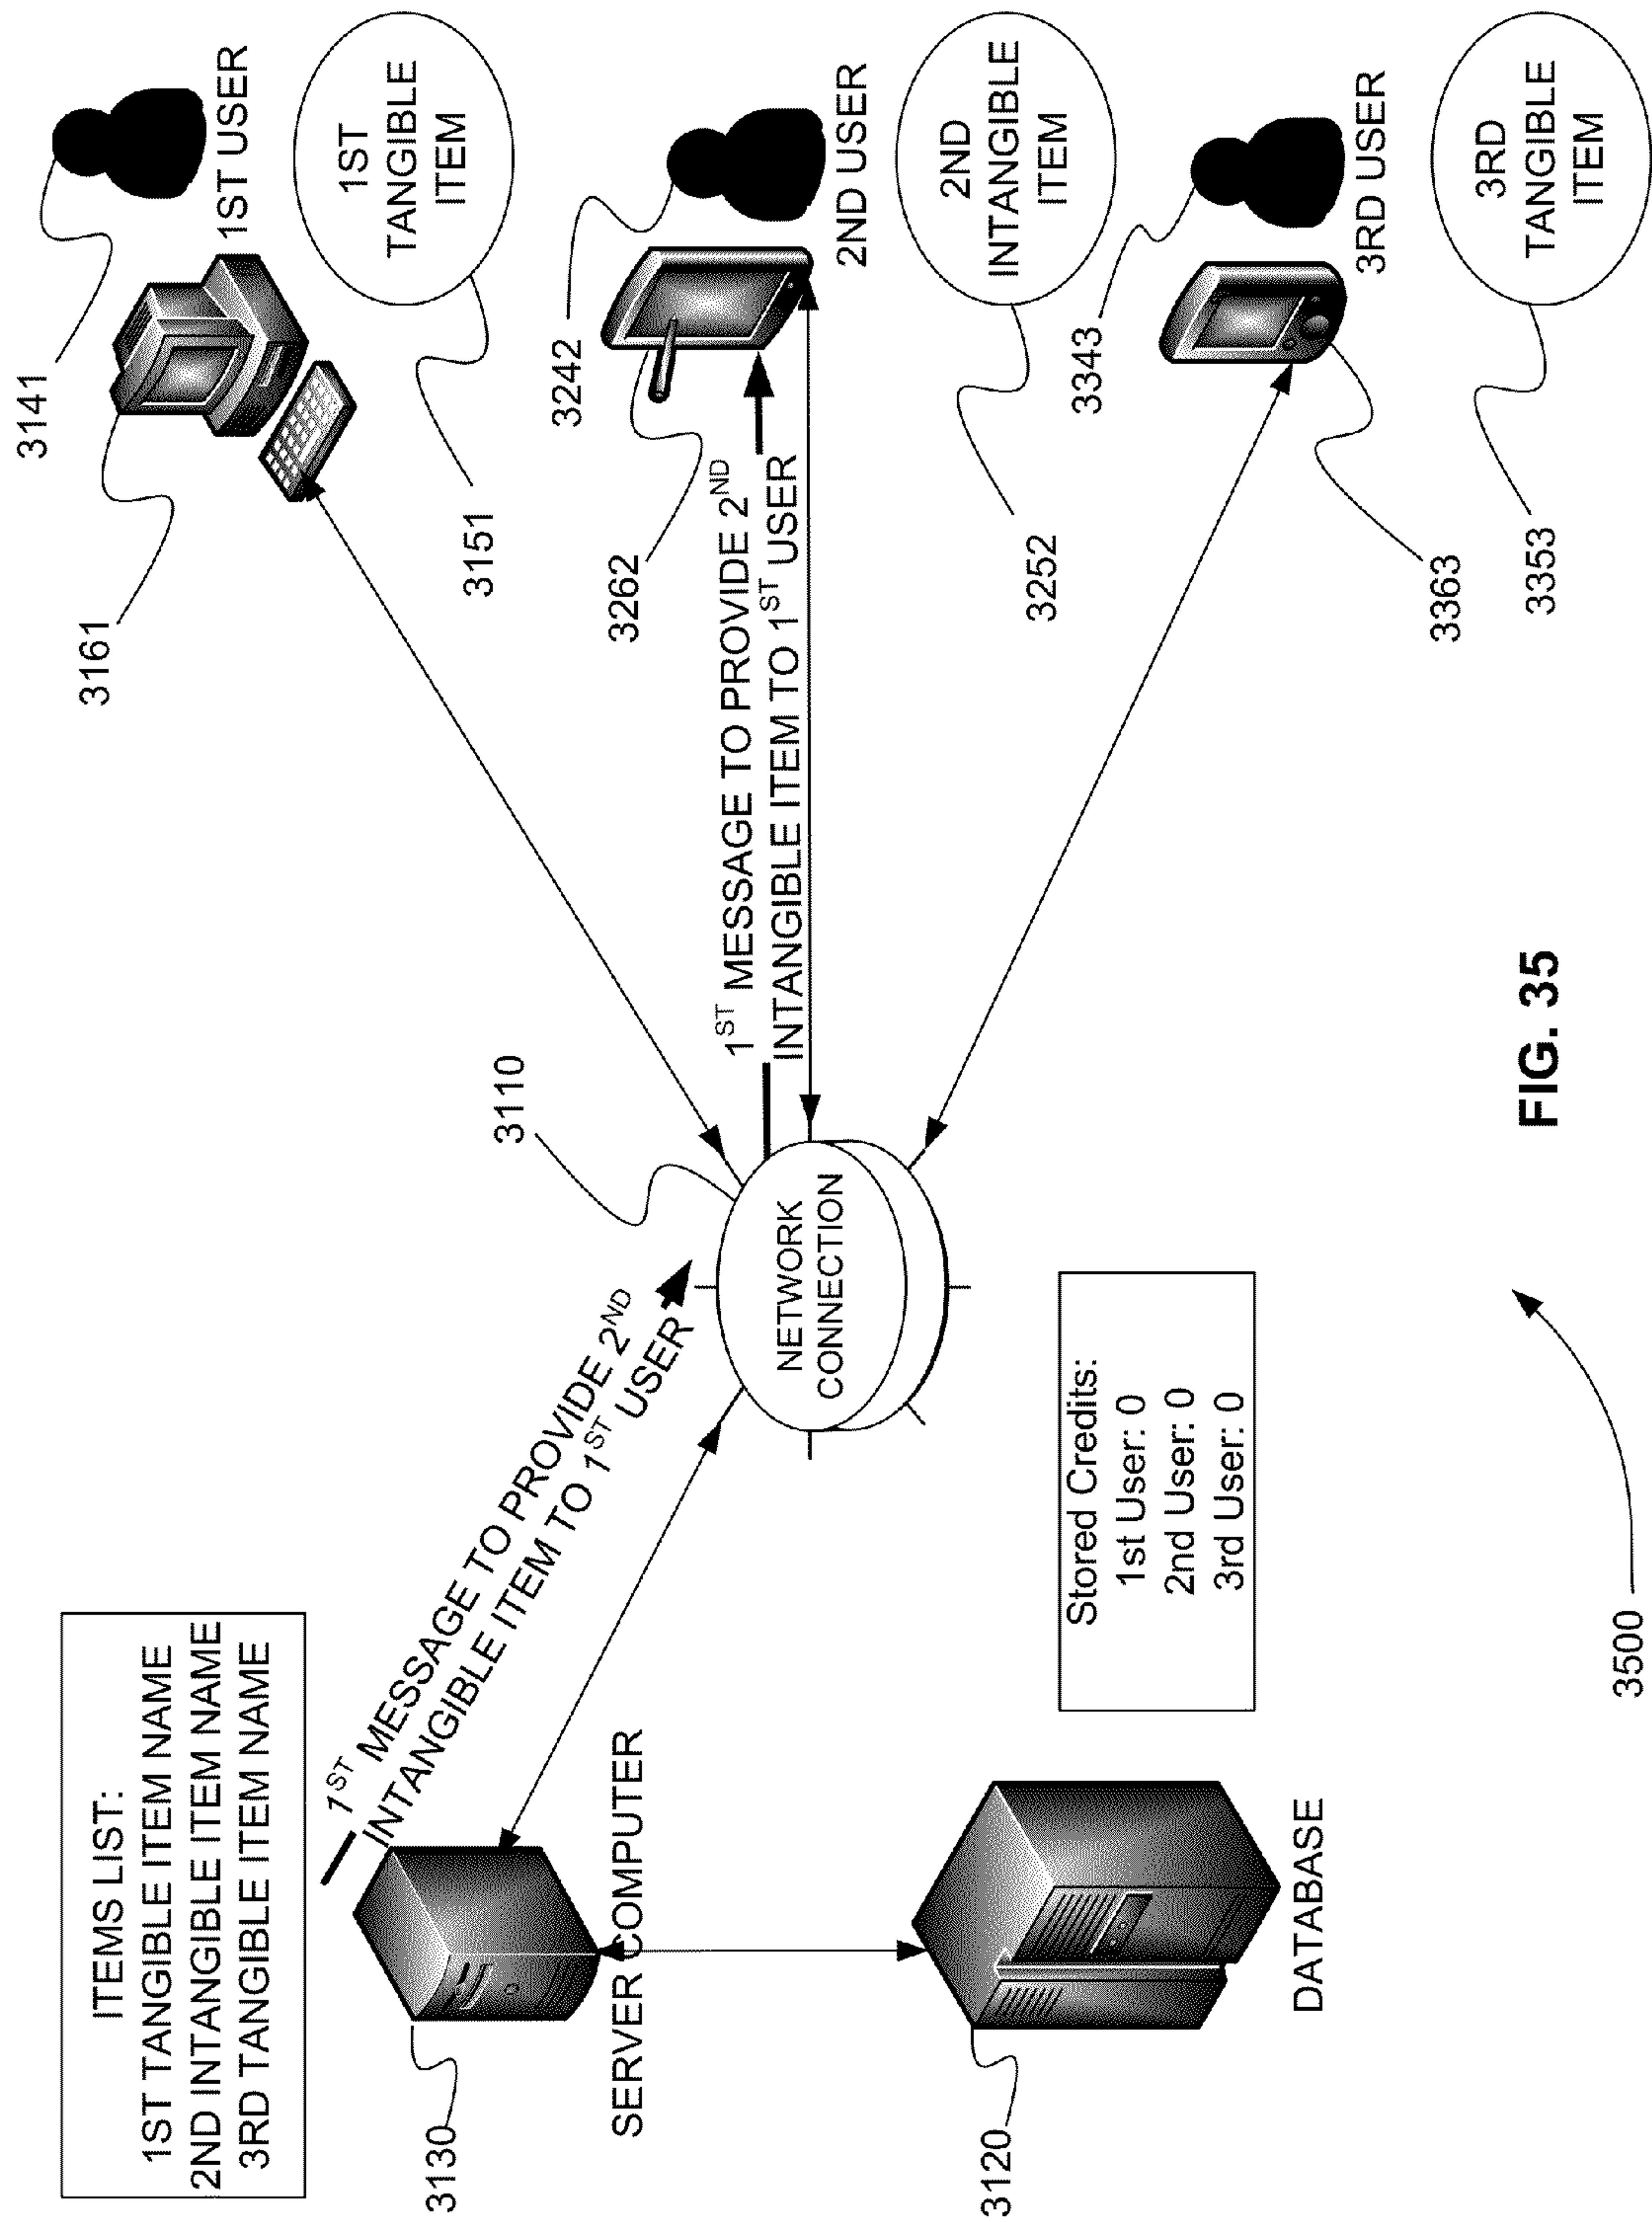 ITEMS LIST:
1ST TANGIBLE ITEM NAME
2ND INTANGIBLE ITEM NAME
3RD TANGIBLE ITEM NAME
1ST MESSAGE TO PROVIDE 2ND
INTANGIBLE ITEM TO 1ST USER
3130
SERVER COMPUTER
3120
DATABASE
Stored Credits:
1st User: 0
2nd User: 0
3rd User: 0
3110
NETWORK
CONNECTION
1ST MESSAGE TO PROVIDE 2ND
INTANGIBLE ITEM TO 1ST USER
3141
3161
1ST USER
3151
1ST
TANGIBLE
ITEM
3242
3262
2ND USER
3252
2ND
INTANGIBLE
ITEM
3343
3363
3RD USER
3353
3RD
TANGIBLE
ITEM
3500
FIG. 35